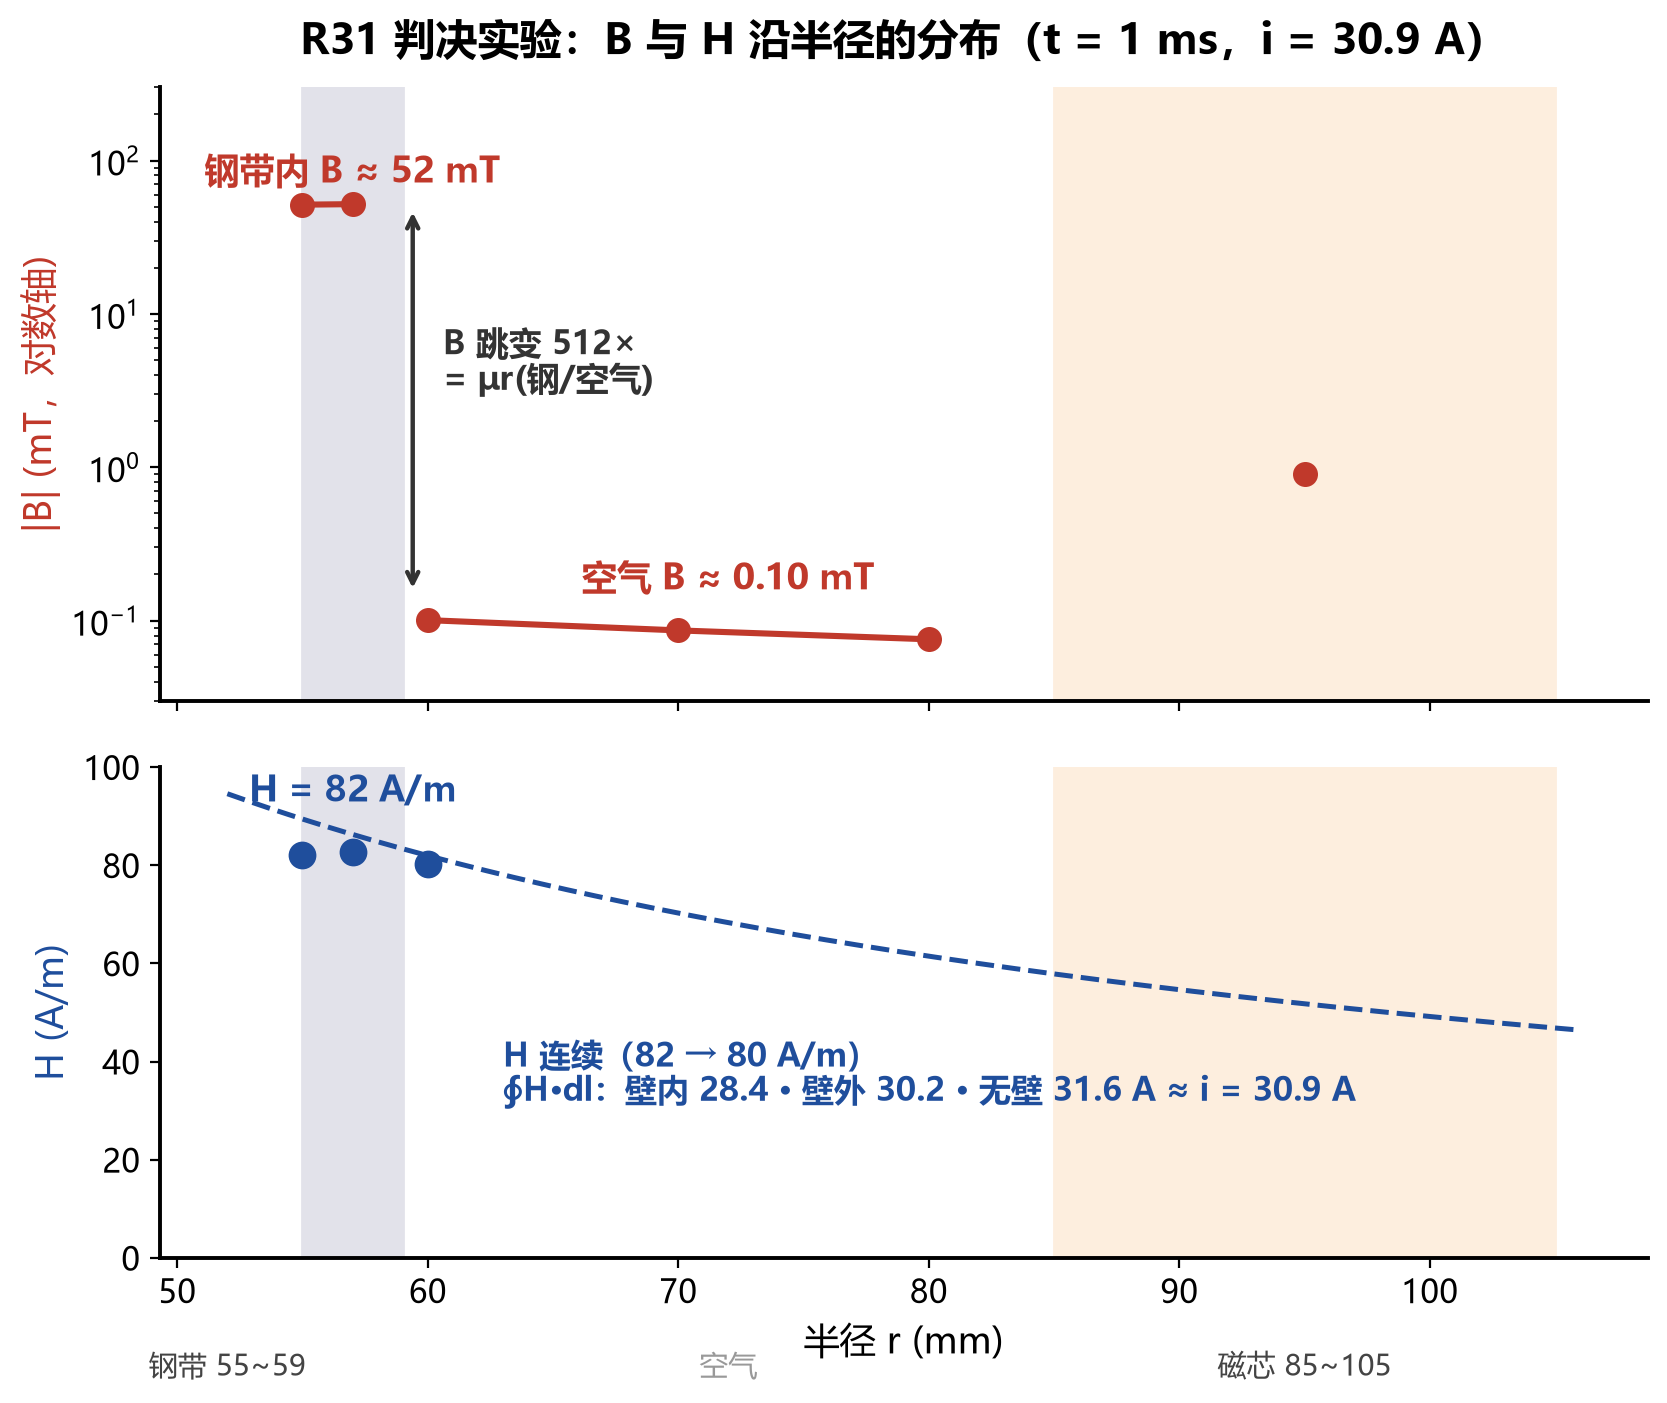 R31 判决实验：B 与 H 沿半径的分布（t = 1 ms，i = 30.9 A）
|B| (mT，对数轴)
10²
10¹
10⁰
10⁻¹
钢带内 B ≈ 52 mT
B 跳变 512×
= μr(钢/空气)
空气 B ≈ 0.10 mT
H (A/m)
100
80
60
40
20
0
H = 82 A/m
H 连续（82 → 80 A/m）
∮H•dl：壁内 28.4 • 壁外 30.2 • 无壁 31.6 A ≈ i = 30.9 A
50 60 70 80 90 100
半径 r (mm)
钢带 55~59 空气 磁芯 85~105